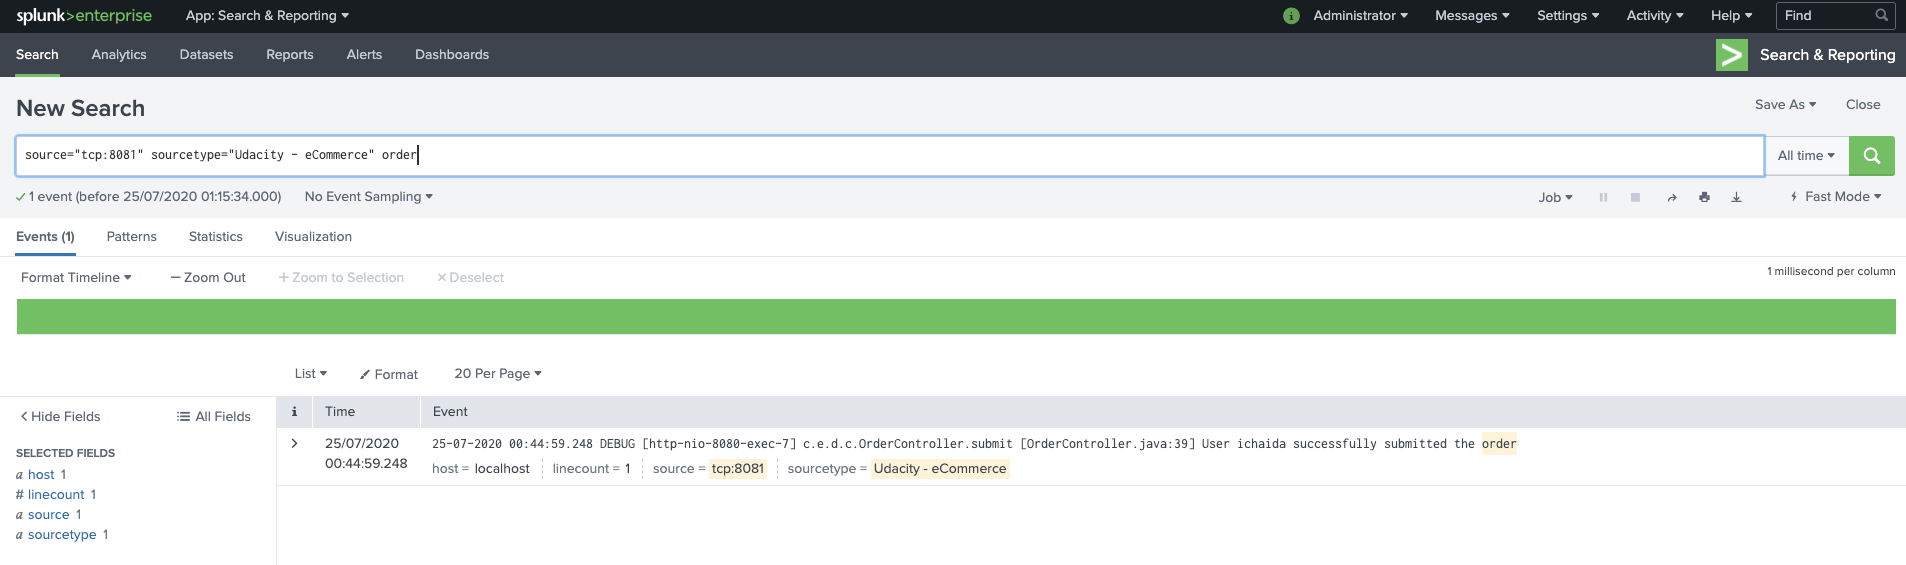 splunk>enterprise App: Search & Reporting i Administrator Messages Settings Activity Help Find
Search Analytics Datasets Reports Alerts Dashboards > Search & Reporting
New Search Save As Close
source="tcp:8081" sourcetype="Udacity - eCommerce" order All time
1 event (before 25/07/2020 01:15:34.000) No Event Sampling Job Fast Mode
Events (1) Patterns Statistics Visualization
Format Timeline — Zoom Out + Zoom to Selection × Deselect 1 millisecond per column
List Format 20 Per Page
< Hide Fields All Fields i Time Event
SELECTED FIELDS
a host 1
# linecount 1
a source 1
a sourcetype 1
> 25/07/2020 25-07-2020 00:44:59.248 DEBUG [http-nio-8080-exec-7] c.e.d.c.OrderController.submit [OrderController.java:39] User ichaida successfully submitted the order
00:44:59.248 host = localhost linecount = 1 source = tcp:8081 sourcetype = Udacity - eCommerce